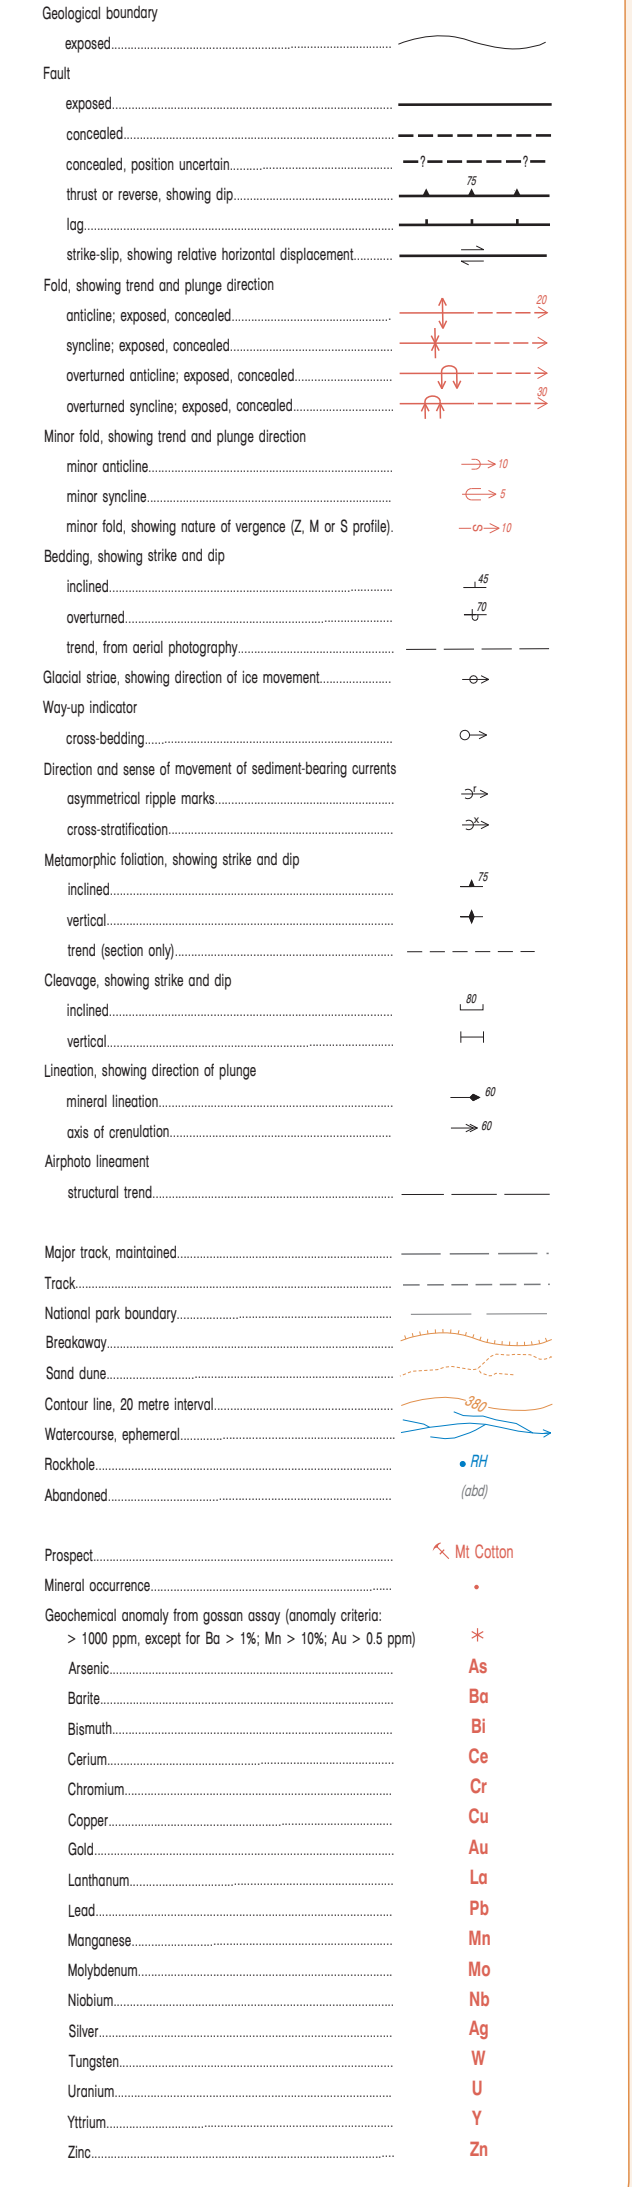 Geological boundary
exposed
Fault
exposed
concealed
concealed, position uncertain ? ?
thrust or reverse, showing dip 75
lag
strike-slip, showing relative horizontal displacement
Fold, showing trend and plunge direction
anticline; exposed, concealed 20
syncline; exposed, concealed
overturned anticline; exposed, concealed
overturned syncline; exposed, concealed 30
Minor fold, showing trend and plunge direction
minor anticline 10
minor syncline 5
minor fold, showing nature of vergence (Z, M or S profile). S 10
Bedding, showing strike and dip
inclined 45
overturned 70
trend, from aerial photography
Glacial striae, showing direction of ice movement
Way-up indicator
cross-bedding
Direction and sense of movement of sediment-bearing currents
asymmetrical ripple marks r
cross-stratification x
Metamorphic foliation, showing strike and dip
inclined 75
vertical
trend (section only)
Cleavage, showing strike and dip
inclined 80
vertical
Lineation, showing direction of plunge
mineral lineation 60
axis of crenulation 60
Airphoto lineament
structural trend
Major track, maintained
Track
National park boundary
Breakaway
Sand dune
Contour line, 20 metre interval 380
Watercourse, ephemeral
Rockhole RH
Abandoned (abd)
Prospect Mt Cotton
Mineral occurrence
Geochemical anomaly from gossan assay (anomaly criteria:
> 1000 ppm, except for Ba > 1%; Mn > 10%; Au > 0.5 ppm)
Arsenic As
Barite Ba
Bismuth Bi
Cerium Ce
Chromium Cr
Copper Cu
Gold Au
Lanthanum La
Lead Pb
Manganese Mn
Molybdenum Mo
Niobium Nb
Silver Ag
Tungsten W
Uranium U
Yttrium Y
Zinc Zn